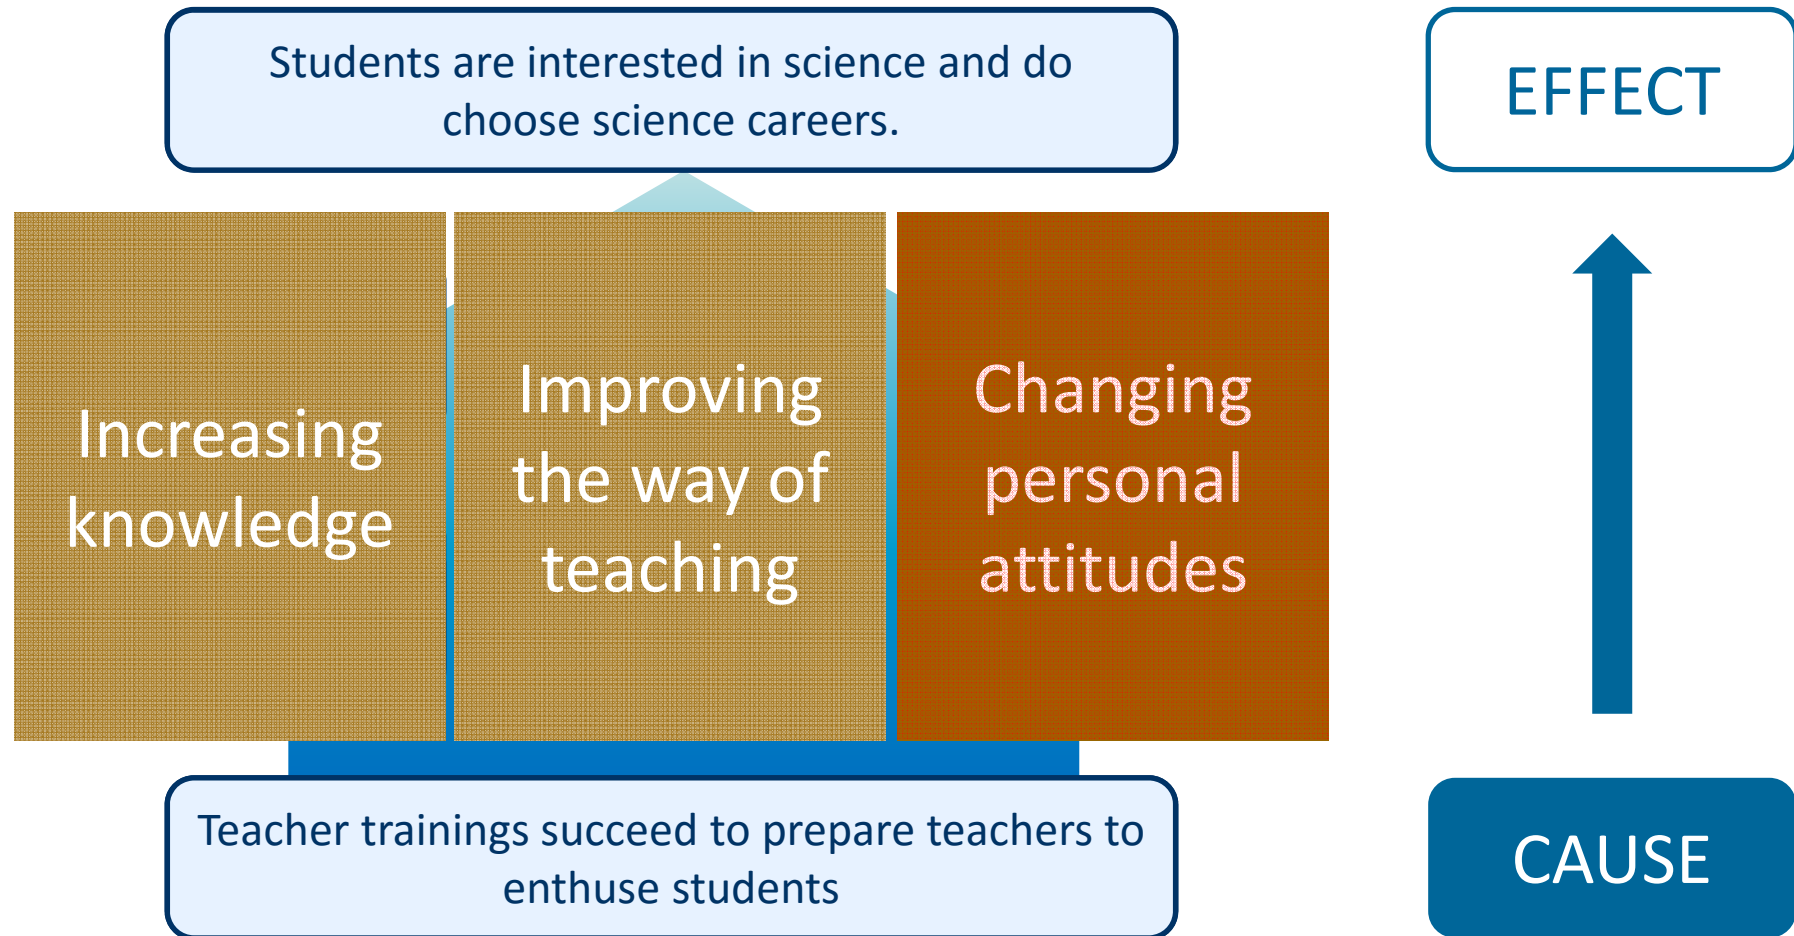 Students are interested in science and do
choose science careers.
EFFECT
Increasing
knowledge
Improving
the way of
teaching
Changing
personal
attitudes
Teacher trainings succeed to prepare teachers to
enthuse students
CAUSE